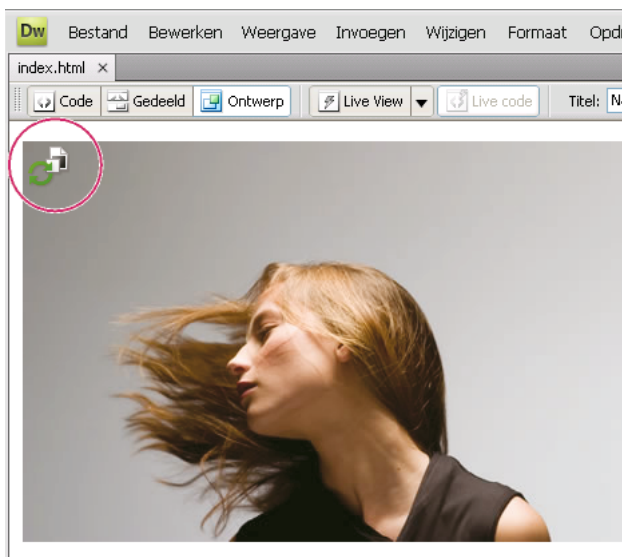 Dw Bestand Bewerken Weergave Invoegen Wijzigen Formaat
index.html ×
Code Gedeeld Ontwerp Live View Live code Titel: